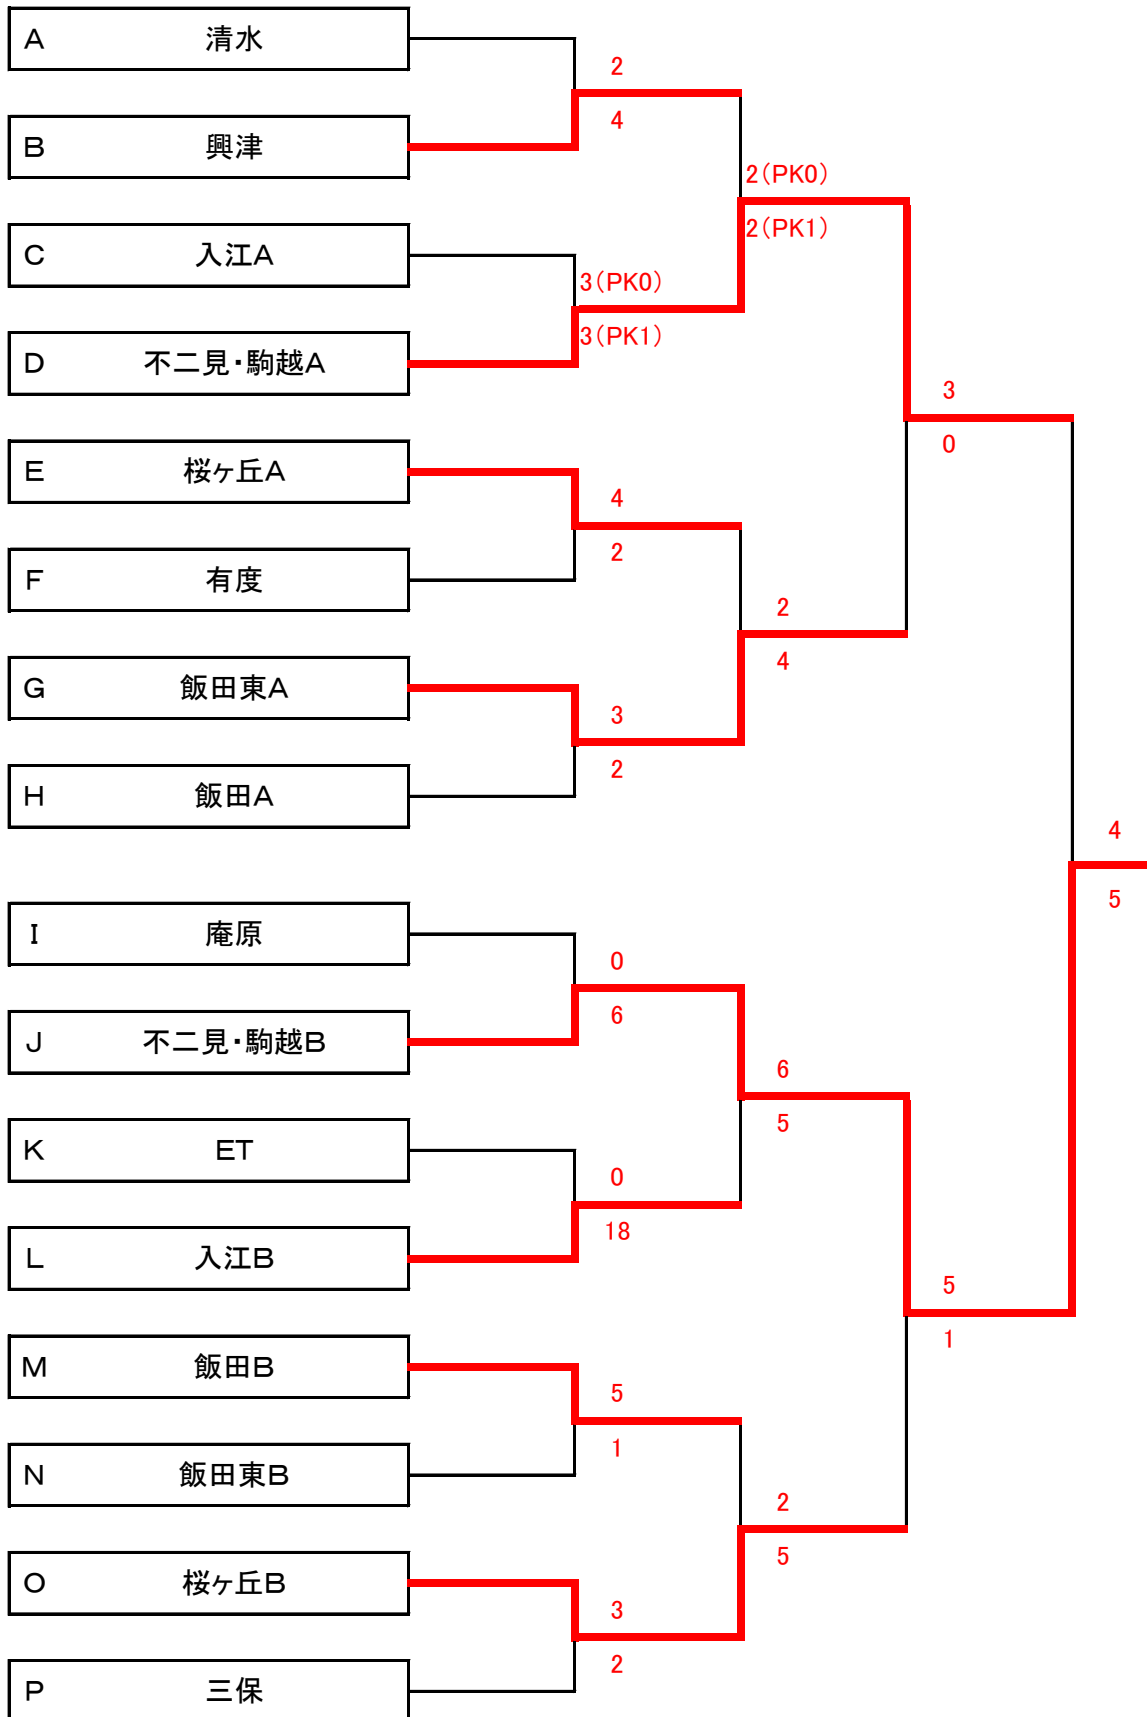 A 清水
2
4
B 興津
2(PK0)
2(PK1)
C 入江A
3(PK0)
3(PK1)
D 不二見・駒越A
3
0
E 桜ヶ丘A
4
2
F 有度
2
4
G 飯田東A
3
2
H 飯田A
4
5
I 庵原
0
6
J 不二見・駒越B
6
5
K ET
0
18
L 入江B
5
1
M 飯田B
5
1
N 飯田東B
2
5
O 桜ヶ丘B
3
2
P 三保